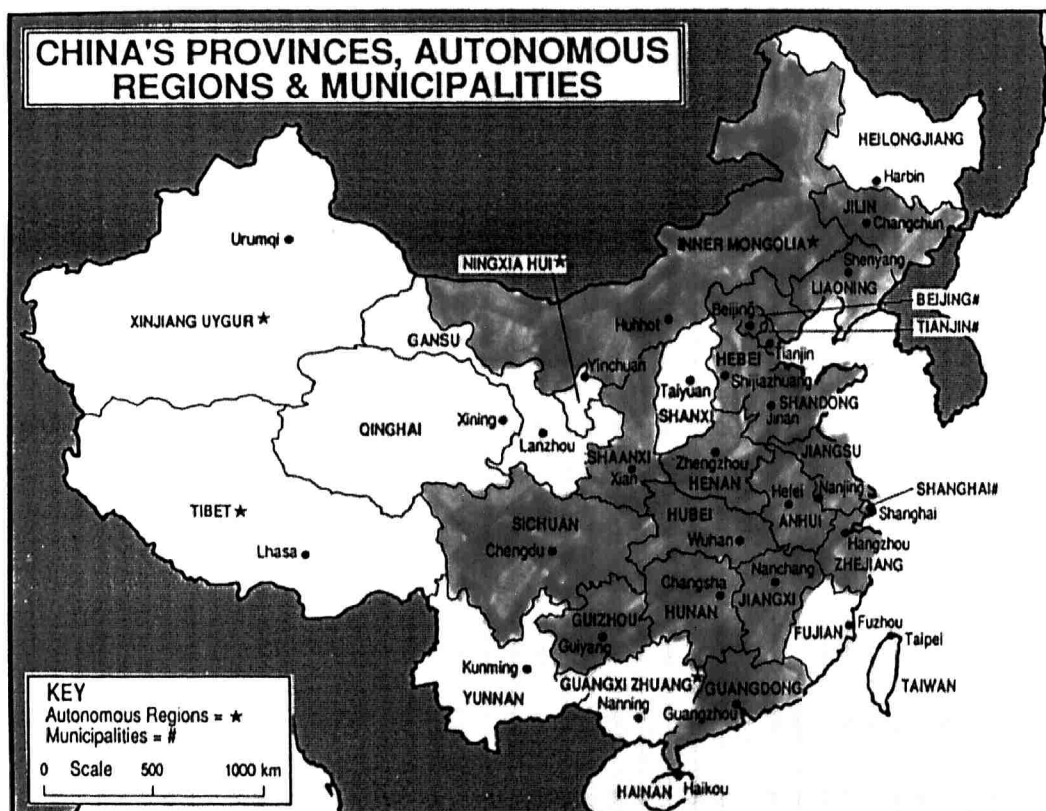 CHINA'S PROVINCES, AUTONOMOUS
REGIONS & MUNICIPALITIES
HEILONGJIANG
Harbin
JILIN
Changchun
Urumqi
INNER MONGOLIA★
NINGXIA HUI★
Shenyang
LIAONING
BEIJING#
Beijing
XINJIANG UYGUR ★
Huhhot
TIANJIN#
GANSU
Tianjin
HEBEI
Yinchuan
Shijiazhuang
Taiyuan
SHANXI
SHANDONG
Jinan
Xining
QINGHAI
Lanzhou
JIANGSU
SHAANXI
Xian
Zhengzhou
HENAN
Hefei
Nanjing
SHANGHAI#
Shanghai
TIBET ★
SICHUAN
HUBEI
ANHUI
Chengdu
Wuhan
Hangzhou
ZHEJIANG
Lhasa
Nanchang
Changsha
HUNAN
JIANGXI
GUIZHOU
Guiyang
FUJIAN
Fuzhou
Taipei
Kunming
YUNNAN
GUANGXI ZHUANG★
GUANGDONG
TAIWAN
Nanning
Guangzhou
HAINAN
Haikou
KEY
Autonomous Regions = ★
Municipalities = #
0 Scale 500 1000 km